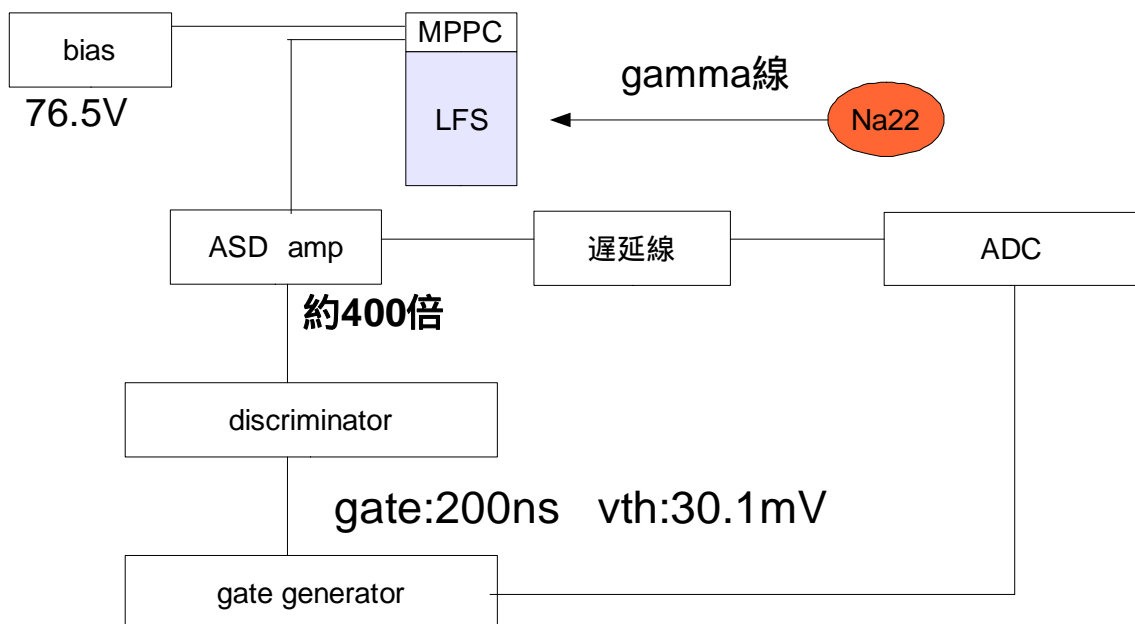 bias
MPPC
76.5V
LFS
gamma線
Na22
ASD amp
遅延線
ADC
約400倍
discriminator
gate:200ns vth:30.1mV
gate generator